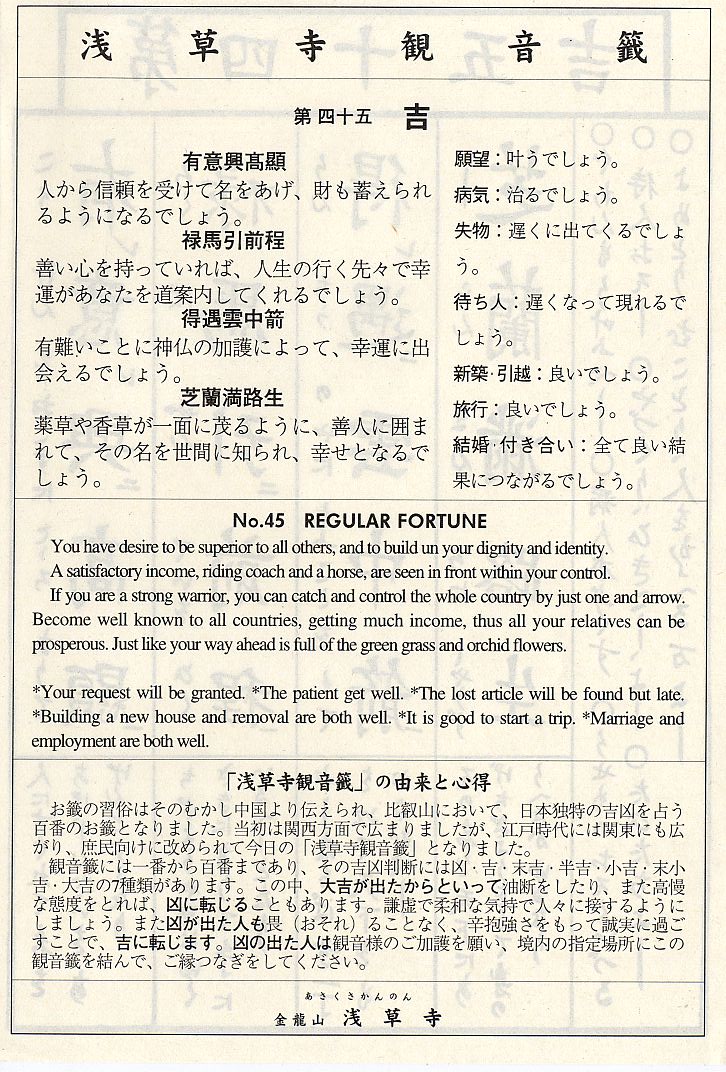 浅草寺観音籤
第四十五 吉
有意興髙顯
人から信頼を受けて名をあげ、財も蓄えられ
るようになるでしょう。
禄馬引前程
善い心を持っていれば、人生の行く先々で幸
運があなたを道案内してくれるでしょう。
得遇雲中箭
有難いことに神仏の加護によって、幸運に出
会えるでしょう。
芝蘭満路生
薬草や香草が一面に茂るように、善人に囲ま
れて、その名を世間に知られ、幸せとなるで
しょう。
願望：叶うでしょう。
病気：治るでしょう。
失物：遅くに出てくるでしょ
う。
待ち人：遅くなって現れるで
しょう。
新築·引越：良いでしょう。
旅行：良いでしょう。
結婚·付き合い：全て良い結
果につながるでしょう。
No.45 REGULAR FORTUNE
You have desire to be superior to all others, and to build un your dignity and identity.
A satisfactory income, riding coach and a horse, are seen in front within your control.
If you are a strong warrior, you can catch and control the whole country by just one and arrow.
Become well known to all countries, getting much income, thus all your relatives can be
prosperous. Just like your way ahead is full of the green grass and orchid flowers.
*Your request will be granted. *The patient get well. *The lost article will be found but late.
*Building a new house and removal are both well. *It is good to start a trip. *Marriage and
employment are both well.
「浅草寺観音籤」の由来と心得
お籤の習俗はそのむかし中国より伝えられ、比叡山において、日本独特の吉凶を占う
百番のお籤となりました。当初は関西方面で広まりましたが、江戸時代には関東にも広
がり、庶民向けに改められて今日の「浅草寺観音籤」となりました。
観音籤には一番から百番まであり、その吉凶判断には凶·吉·末吉·半吉·小吉·末小
吉·大吉の7種類があります。この中、大吉が出たからといって油断をしたり、また高慢
な態度をとれば、凶に転じることもあります。謙虚で柔和な気持で人々に接するように
しましょう。また凶が出た人も畏（おそれ）ることなく、辛抱強さをもって誠実に過ご
すことで、吉に転じます。凶の出た人は観音様のご加護を願い、境内の指定場所にこの
観音籤を結んで、ご縁つなぎをしてください。
あさくさかんのん
金龍山 浅草寺